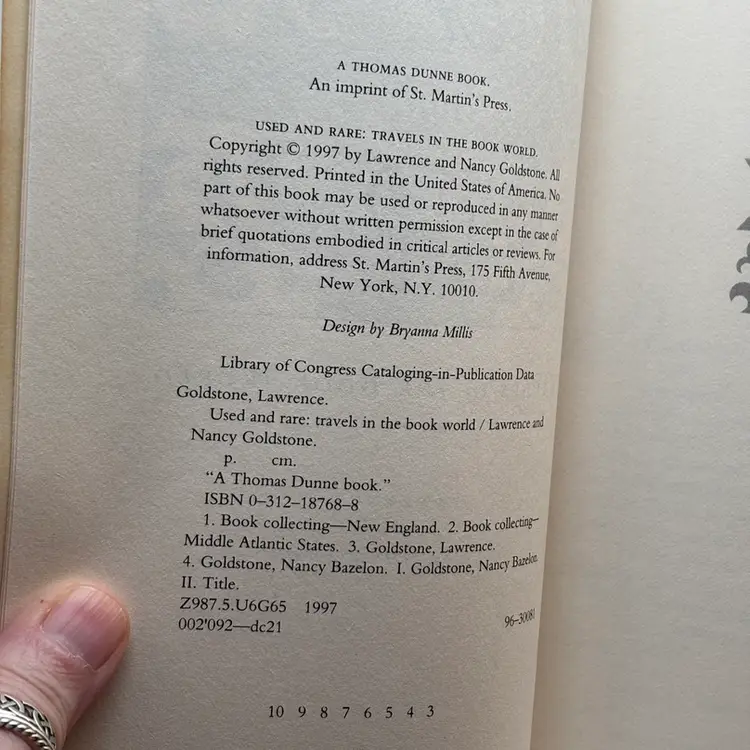 A THOMAS DUNNE BOOK.
An imprint of St. Martin's Press.
USED AND RARE: TRAVELS IN THE BOOK WORLD.
Copyright © 1997 by Lawrence and Nancy Goldstone. All
rights reserved. Printed in the United States of America. No
part of this book may be used or reproduced in any manner
whatsoever without written permission except in the case of
brief quotations embodied in critical articles or reviews. For
information, address St. Martin's Press, 175 Fifth Avenue,
New York, N.Y. 10010.
Design by Bryanna Millis
Library of Congress Cataloging-in-Publication Data
Goldstone, Lawrence.
Used and rare: travels in the book world / Lawrence and
Nancy Goldstone.
p. cm.
"A Thomas Dunne book."
ISBN 0-312-18768-8
1. Book collecting—New England. 2. Book collecting—
Middle Atlantic States. 3. Goldstone, Lawrence.
4. Goldstone, Nancy Bazelon. I. Goldstone, Nancy Bazelon.
II. Title.
Z987.5.U6G65 1997
002'092—dc21 96-30081
10 9 8 7 6 5 4 3